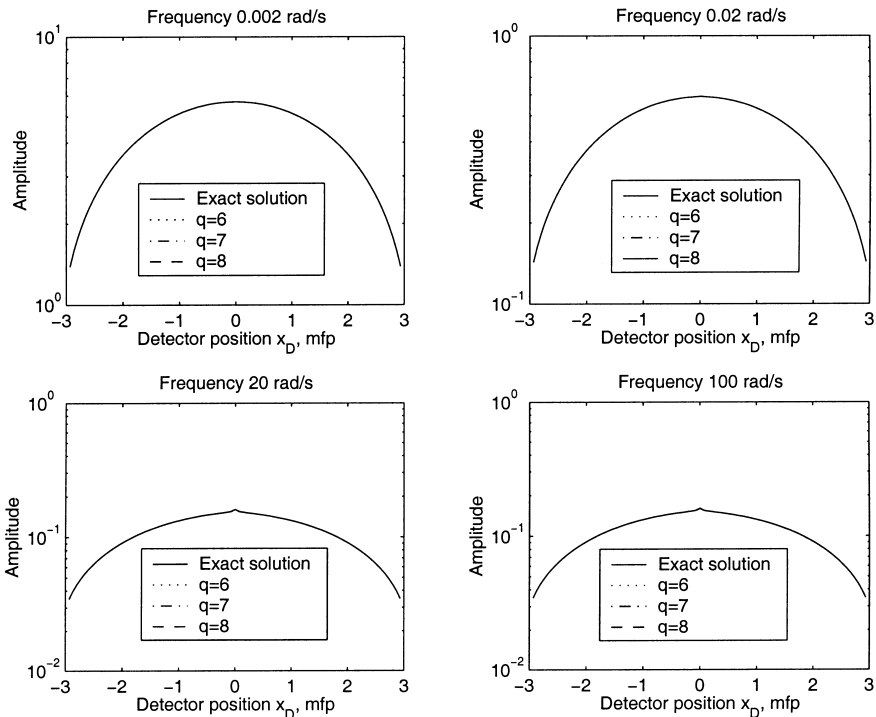 Frequency 0.002 rad/s
10^1
Amplitude
Exact solution
q=6
q=7
q=8
10^0
−3 −2 −1 0 1 2 3
Detector position x_D, mfp
Frequency 0.02 rad/s
10^0
Amplitude
Exact solution
q=6
q=7
q=8
10^−1
−3 −2 −1 0 1 2 3
Detector position x_D, mfp
Frequency 20 rad/s
10^0
10^−1
Amplitude
Exact solution
q=6
q=7
q=8
10^−2
−3 −2 −1 0 1 2 3
Detector position x_D, mfp
Frequency 100 rad/s
10^0
10^−1
Amplitude
Exact solution
q=6
q=7
q=8
10^−2
−3 −2 −1 0 1 2 3
Detector position x_D, mfp